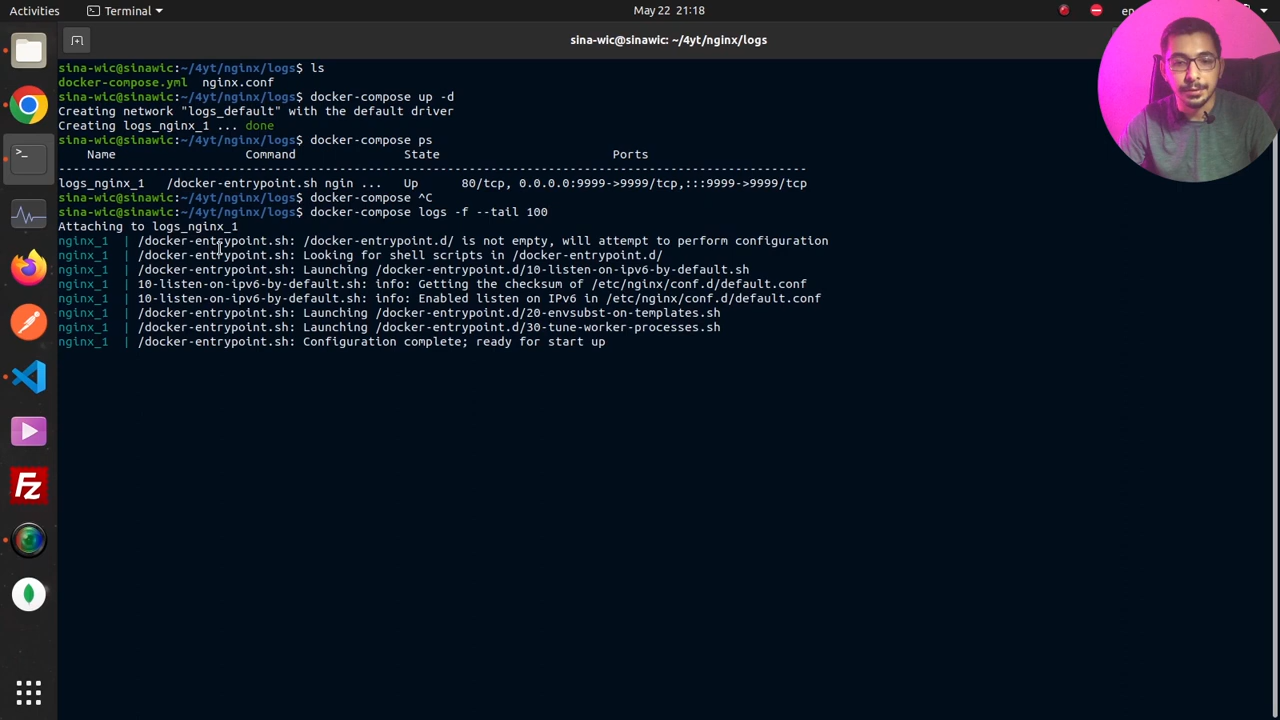 Activities
Terminal
May 22 21:18
en
sina-wic@sinawic: ~/4yt/nginx/logs
sina-wic@sinawic:~/4yt/nginx/logs$ ls
docker-compose.yml  nginx.conf
sina-wic@sinawic:~/4yt/nginx/logs$ docker-compose up -d
Creating network "logs_default" with the default driver
Creating logs_nginx_1 ... done
sina-wic@sinawic:~/4yt/nginx/logs$ docker-compose ps
Name Command State Ports
--------------------------------------------------------------------------------------------------------
logs_nginx_1 /docker-entrypoint.sh ngin ... Up 80/tcp, 0.0.0.0:9999->9999/tcp,:::9999->9999/tcp
sina-wic@sinawic:~/4yt/nginx/logs$ docker-compose ^C
sina-wic@sinawic:~/4yt/nginx/logs$ docker-compose logs -f --tail 100
Attaching to logs_nginx_1
nginx_1  | /docker-entrypoint.sh: /docker-entrypoint.d/ is not empty, will attempt to perform configuration
nginx_1  | /docker-entrypoint.sh: Looking for shell scripts in /docker-entrypoint.d/
nginx_1  | /docker-entrypoint.sh: Launching /docker-entrypoint.d/10-listen-on-ipv6-by-default.sh
nginx_1  | 10-listen-on-ipv6-by-default.sh: info: Getting the checksum of /etc/nginx/conf.d/default.conf
nginx_1  | 10-listen-on-ipv6-by-default.sh: info: Enabled listen on IPv6 in /etc/nginx/conf.d/default.conf
nginx_1  | /docker-entrypoint.sh: Launching /docker-entrypoint.d/20-envsubst-on-templates.sh
nginx_1  | /docker-entrypoint.sh: Launching /docker-entrypoint.d/30-tune-worker-processes.sh
nginx_1  | /docker-entrypoint.sh: Configuration complete; ready for start up
FZ